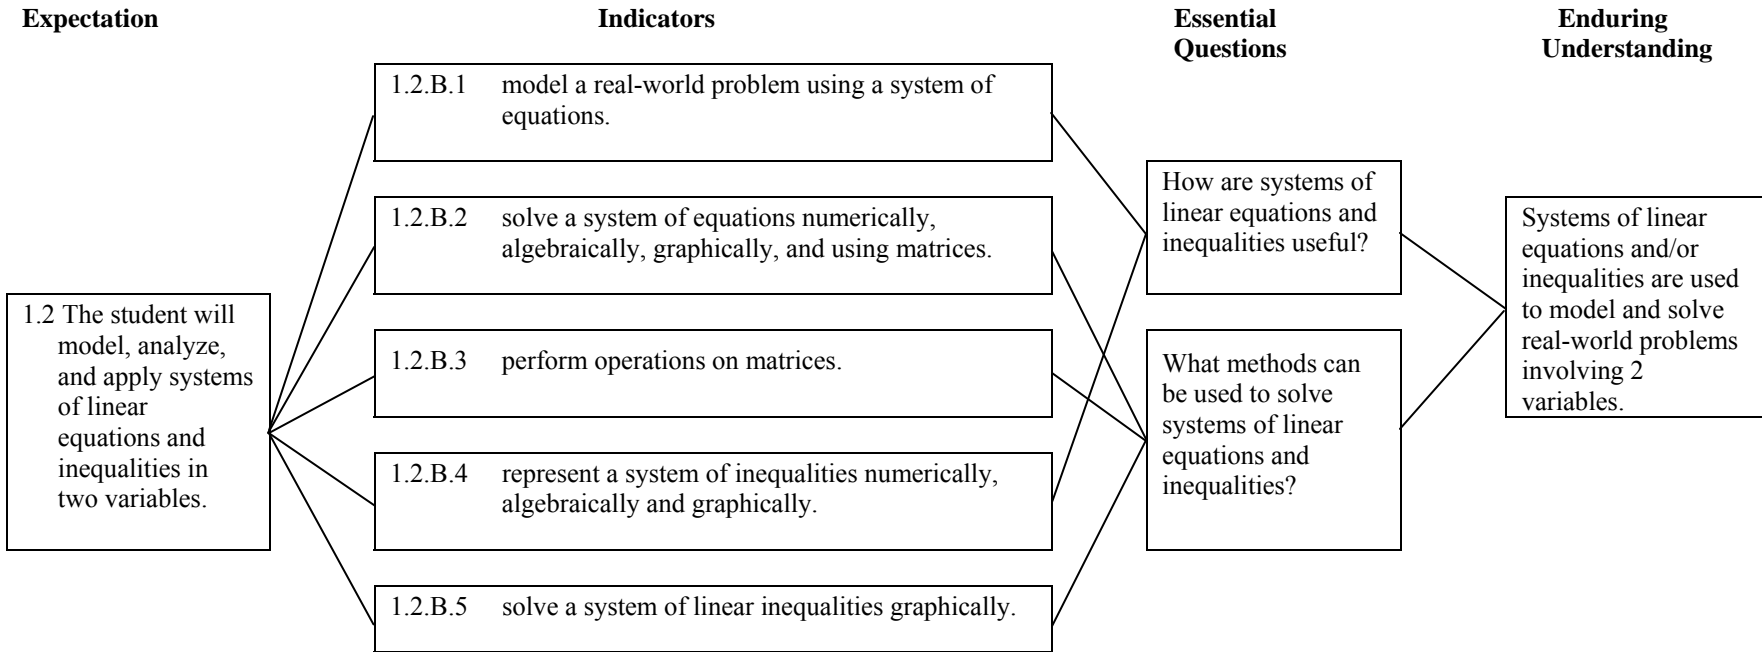 Expectation
Indicators
Essential
Questions
Enduring
Understanding
1.2 The student will
model, analyze,
and apply systems
of linear
equations and
inequalities in
two variables.
1.2.B.1 model a real-world problem using a system of
equations.
1.2.B.2 solve a system of equations numerically,
algebraically, graphically, and using matrices.
1.2.B.3 perform operations on matrices.
1.2.B.4 represent a system of inequalities numerically,
algebraically and graphically.
1.2.B.5 solve a system of linear inequalities graphically.
How are systems of
linear equations and
inequalities useful?
What methods can
be used to solve
systems of linear
equations and
inequalities?
Systems of linear
equations and/or
inequalities are used
to model and solve
real-world problems
involving 2
variables.